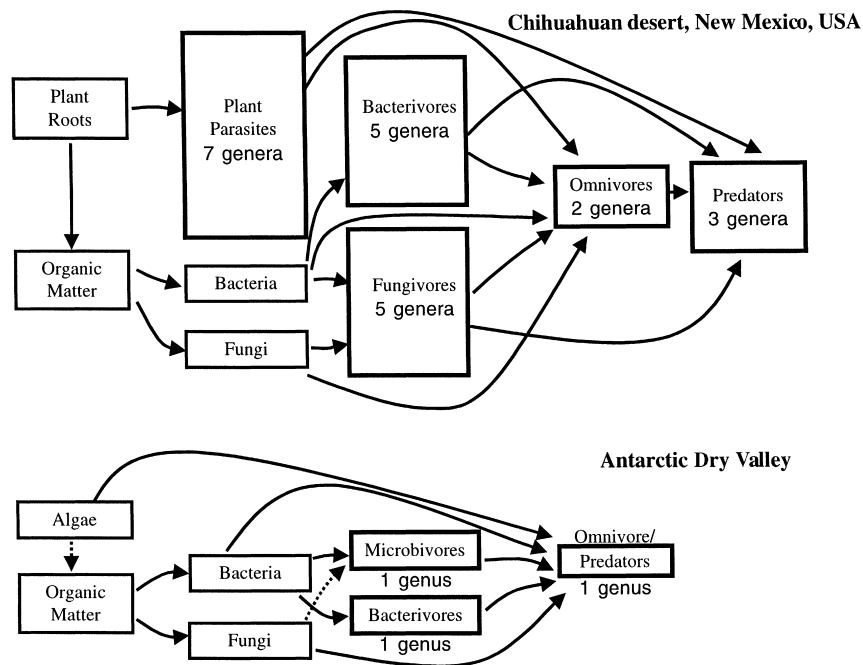 Chihuahuan desert, New Mexico, USA
Plant
Roots
Plant
Parasites
7 genera
Bacterivores
5 genera
Omnivores
2 genera
Predators
3 genera
Organic
Matter
Bacteria
Fungivores
5 genera
Fungi
Antarctic Dry Valley
Algae
Organic
Matter
Bacteria
Fungi
Microbivores
1 genus
Bacterivores
1 genus
Omnivore/
Predators
1 genus